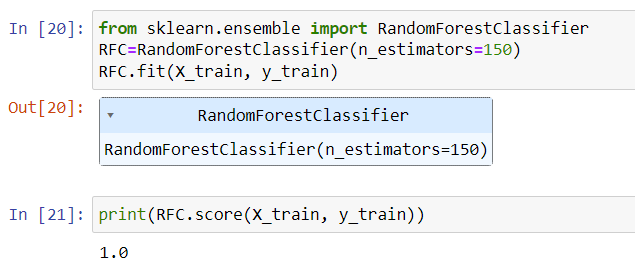 In [20]: from sklearn.ensemble import RandomForestClassifier
RFC=RandomForestClassifier(n_estimators=150)
RFC.fit(X_train, y_train)
Out[20]: RandomForestClassifier
RandomForestClassifier(n_estimators=150)
In [21]: print(RFC.score(X_train, y_train))
1.0